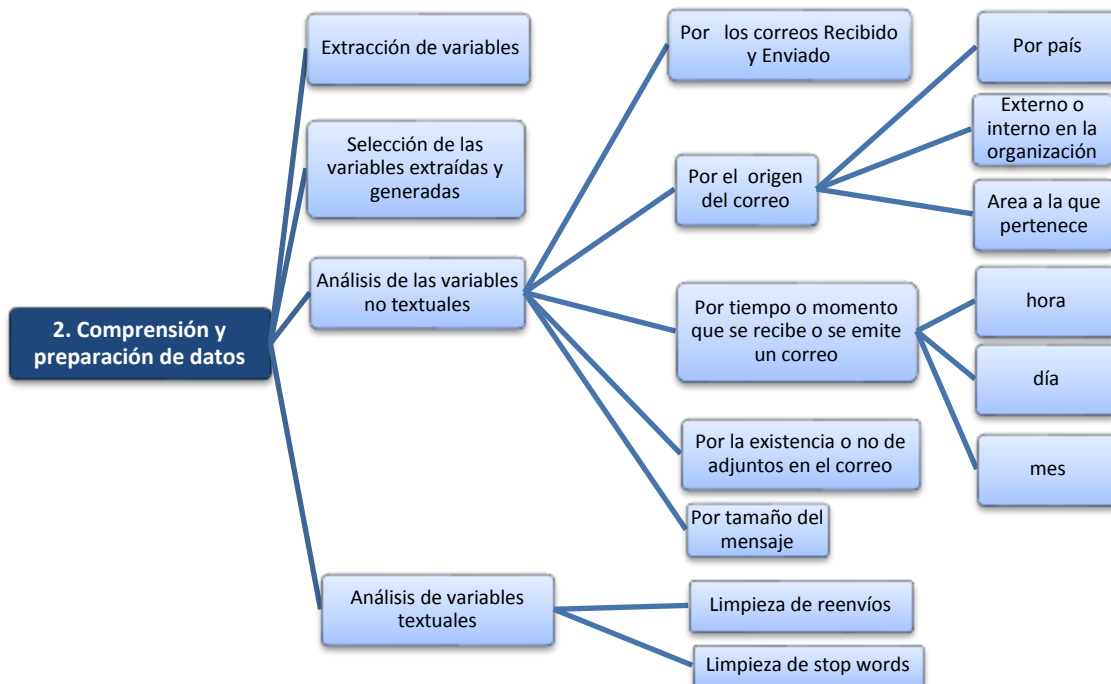 2. Comprensión y
preparación de datos
Extracción de variables
Selección de las
variables extraídas y
generadas
Análisis de las variables
no textuales
Por los correos Recibido
y Enviado
Por el origen
del correo
Por país
Externo o
interno en la
organización
Area a la que
pertenece
Por tiempo o momento
que se recibe o se emite
un correo
hora
día
mes
Por la existencia o no de
adjuntos en el correo
Por tamaño del
mensaje
Análisis de variables
textuales
Limpieza de reenvíos
Limpieza de stop words